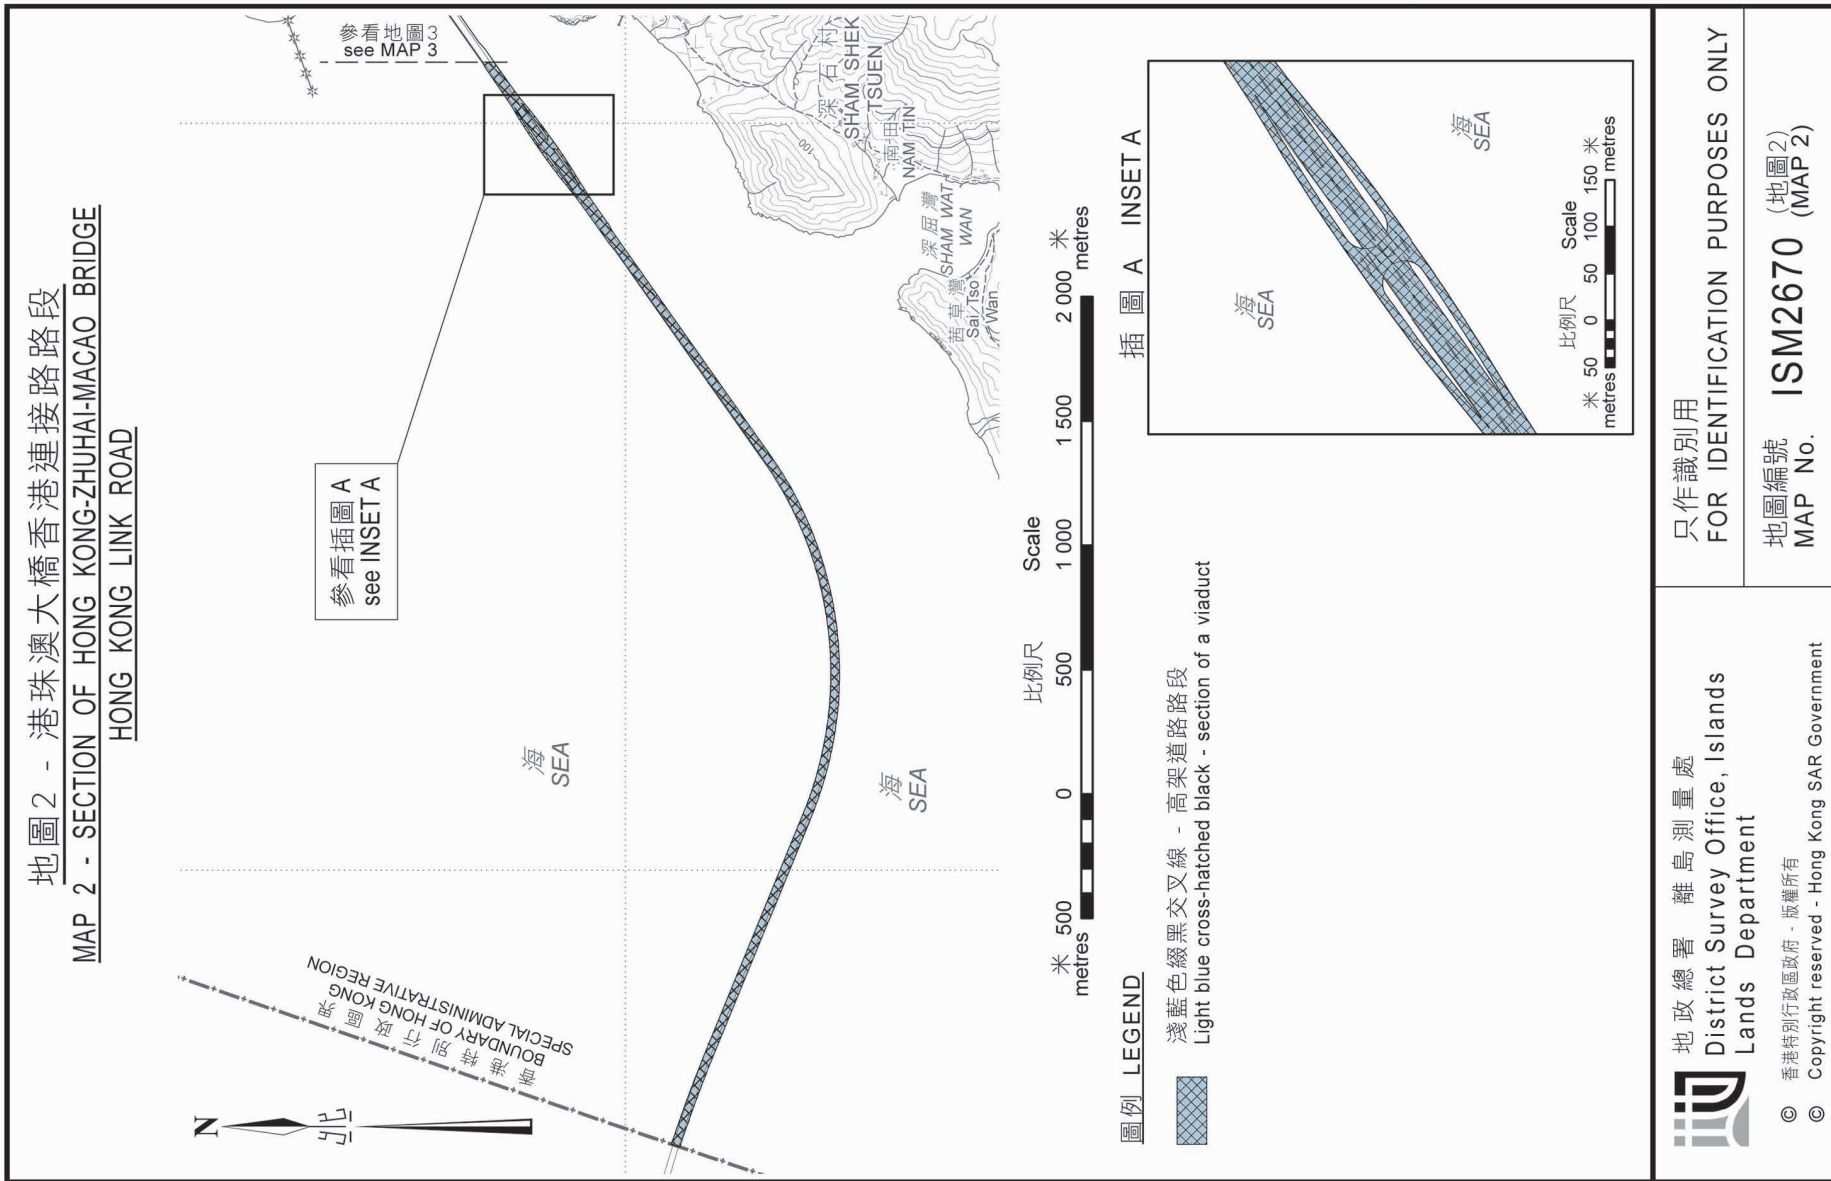 地圖2 - 港珠澳大橋香港連接路路段
MAP 2 - SECTION OF HONG KONG-ZHUHAI-MACAO BRIDGE
HONG KONG LINK ROAD
N
北
香港特別行政區界
BOUNDARY OF HONG KONG
SPECIAL ADMINISTRATIVE REGION
參看插圖 A
see INSET A
參看地圖3
see MAP 3
海
SEA
海
SEA
100
深石村
SHAM SHEK
TSUEN
南田
NAM TIN
深屈灣
SHAM WAT
WAN
茜草灣
Sai Tso
Wan
比例尺 Scale
米 500 0 500 1 000 1 500 2 000 米
metres metres
圖例 LEGEND
淺藍色綴黑交叉線 - 高架道路路段
Light blue cross-hatched black - section of a viaduct
插圖 A INSET A
海
SEA
海
SEA
比例尺 Scale
米 50 0 50 100 150 米
metres metres
地政總署 離島測量處
District Survey Office, Islands
Lands Department
© 香港特別行政區政府 - 版權所有
© Copyright reserved - Hong Kong SAR Government
只作識別用
FOR IDENTIFICATION PURPOSES ONLY
地圖編號 ISM2670 (地圖2)
MAP No. (MAP 2)